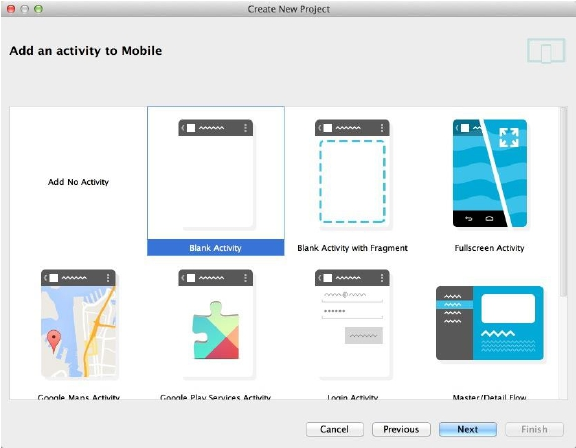 Create New Project
Add an activity to Mobile
Add No Activity
Blank Activity
Blank Activity with Fragment
Fullscreen Activity
Google Maps Activity
Google Play Services Activity
Login Activity
Master/Detail Flow
Cancel
Previous
Next
Finish